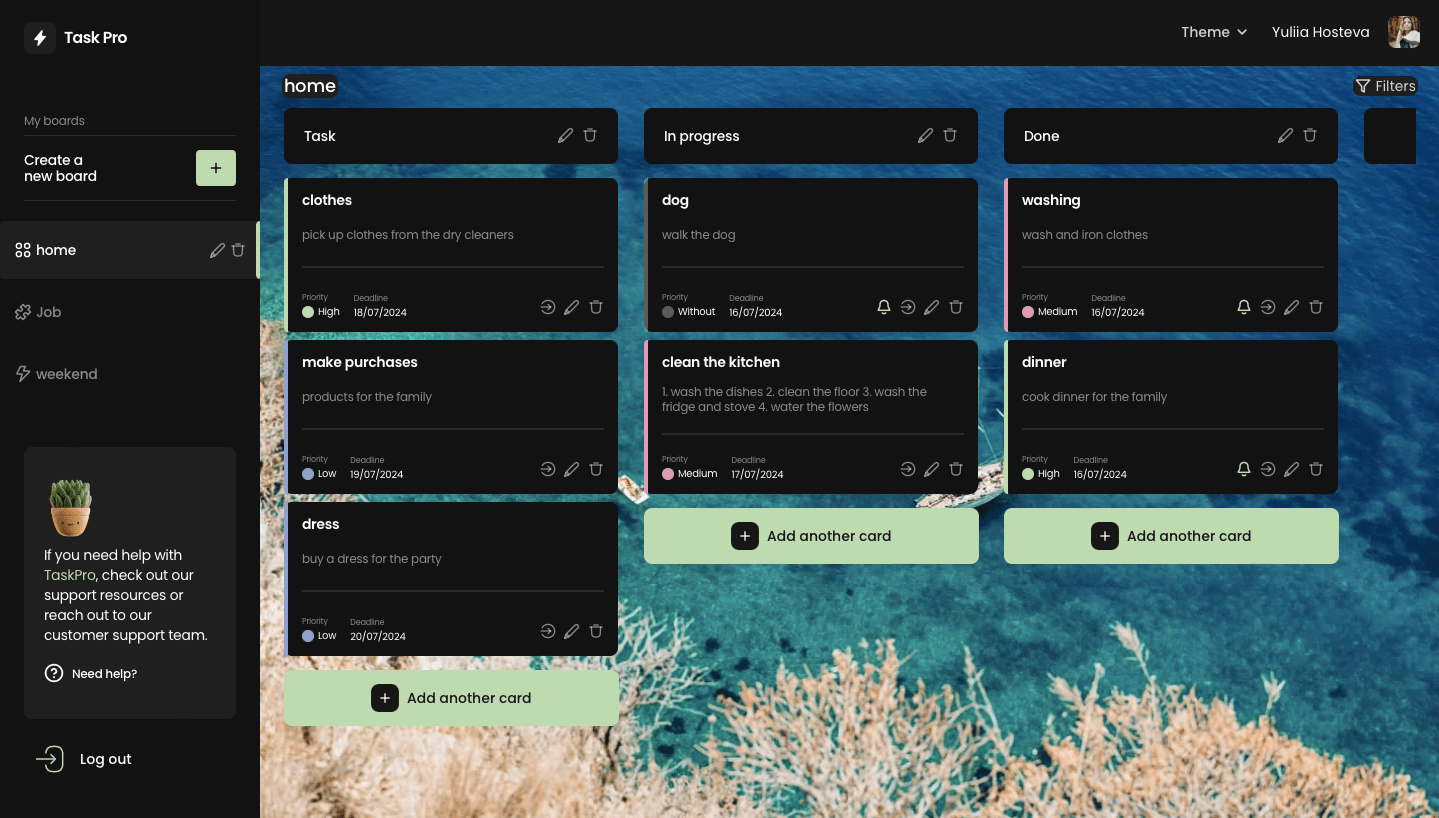 Task Pro
Theme
Yuliia Hosteva
My boards
Create a
new board
home
Job
weekend
If you need help with
TaskPro, check out our
support resources or
reach out to our
customer support team.
Need help?
Log out
home
Filters
Task
clothes
pick up clothes from the dry cleaners
Priority
Deadline
High
18/07/2024
make purchases
products for the family
Priority
Deadline
Low
19/07/2024
dress
buy a dress for the party
Priority
Deadline
Low
20/07/2024
Add another card
In progress
dog
walk the dog
Priority
Deadline
Without
16/07/2024
clean the kitchen
1. wash the dishes 2. clean the floor 3. wash the
fridge and stove 4. water the flowers
Priority
Deadline
Medium
17/07/2024
Add another card
Done
washing
wash and iron clothes
Priority
Deadline
Medium
16/07/2024
dinner
cook dinner for the family
Priority
Deadline
High
16/07/2024
Add another card